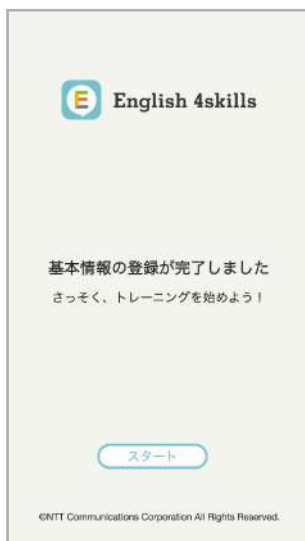 E English 4skills
基本情報の登録が完了しました
さっそく、トレーニングを始めよう！
スタート
©NTT Communications Corporation All Rights Reserved.